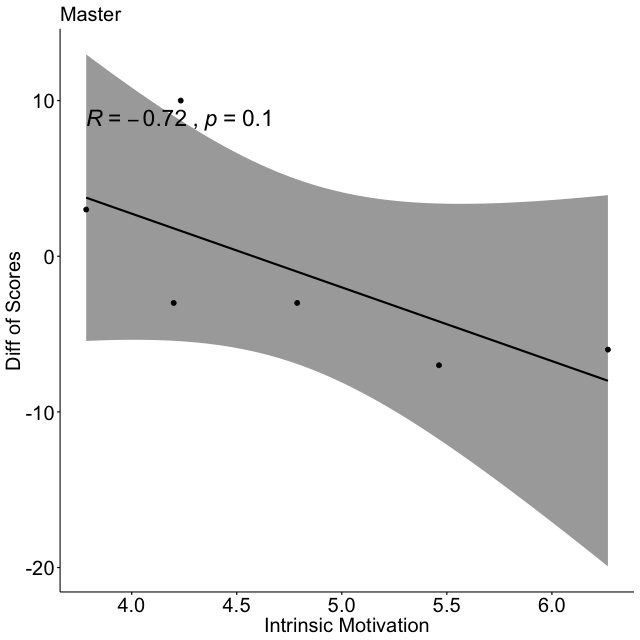 Master
R = −0.72 , p = 0.1
10
0
-10
-20
Diff of Scores
4.0 4.5 5.0 5.5 6.0
Intrinsic Motivation